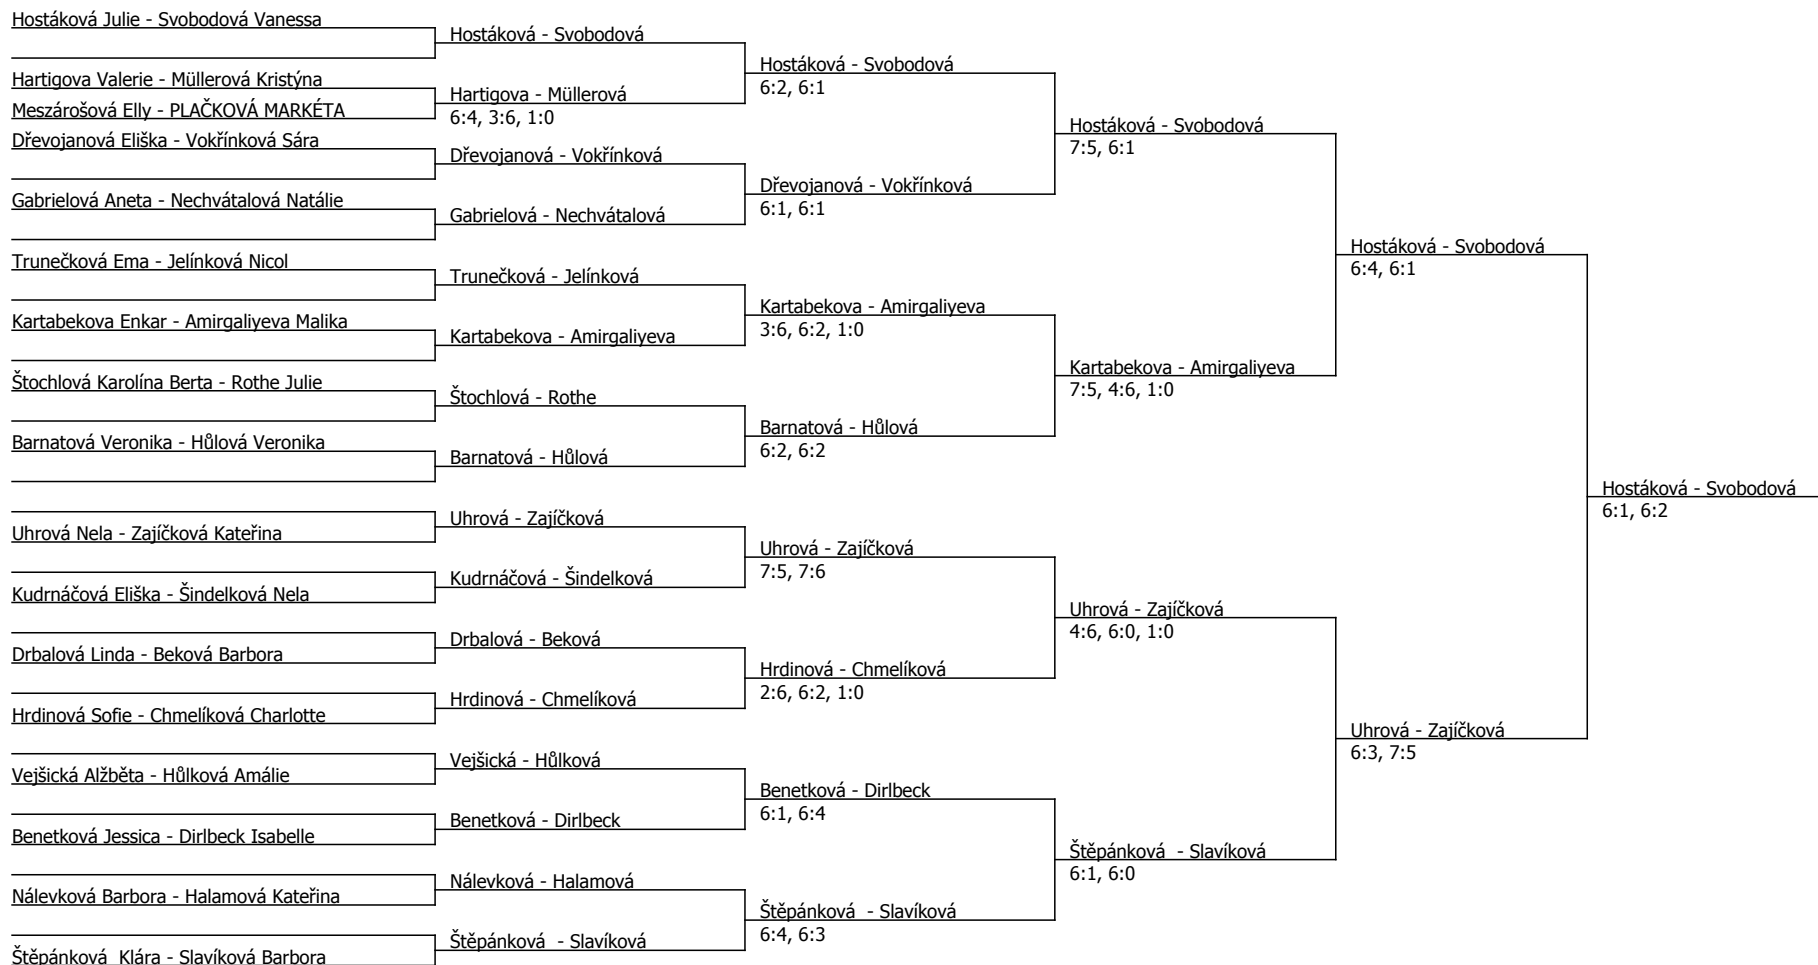 Hostáková Julie - Svobodová Vanessa
Hartigova Valerie - Müllerová Kristýna
Meszárošová Elly - PLAČKOVÁ MARKÉTA
Dřevojanová Eliška - Vokřínková Sára
Gabrielová Aneta - Nechvátalová Natálie
Trunečková Ema - Jelínková Nicol
Kartabekova Enkar - Amirgaliyeva Malika
Štochlová Karolína Berta - Rothe Julie
Barnatová Veronika - Hůlová Veronika
Uhrová Nela - Zajíčková Kateřina
Kudrnáčová Eliška - Šindelková Nela
Drbalová Linda - Beková Barbora
Hrdinová Sofie - Chmelíková Charlotte
Vejšická Alžběta - Hůlková Amálie
Benetková Jessica - Dirlbeck Isabelle
Nálevková Barbora - Halamová Kateřina
Štěpánková  Klára - Slavíková Barbora
Hostáková - Svobodová
Hartigova - Müllerová
6:4, 3:6, 1:0
Dřevojanová - Vokřínková
Gabrielová - Nechvátalová
Trunečková - Jelínková
Kartabekova - Amirgaliyeva
Štochlová - Rothe
Barnatová - Hůlová
Uhrová - Zajíčková
Kudrnáčová - Šindelková
Drbalová - Beková
Hrdinová - Chmelíková
Vejšická - Hůlková
Benetková - Dirlbeck
Nálevková - Halamová
Štěpánková  - Slavíková
Hostáková - Svobodová
6:2, 6:1
Dřevojanová - Vokřínková
6:1, 6:1
Kartabekova - Amirgaliyeva
3:6, 6:2, 1:0
Barnatová - Hůlová
6:2, 6:2
Uhrová - Zajíčková
7:5, 7:6
Hrdinová - Chmelíková
2:6, 6:2, 1:0
Benetková - Dirlbeck
6:1, 6:4
Štěpánková  - Slavíková
6:4, 6:3
Hostáková - Svobodová
7:5, 6:1
Kartabekova - Amirgaliyeva
7:5, 4:6, 1:0
Uhrová - Zajíčková
4:6, 6:0, 1:0
Štěpánková  - Slavíková
6:1, 6:0
Hostáková - Svobodová
6:4, 6:1
Uhrová - Zajíčková
6:3, 7:5
Hostáková - Svobodová
6:1, 6:2